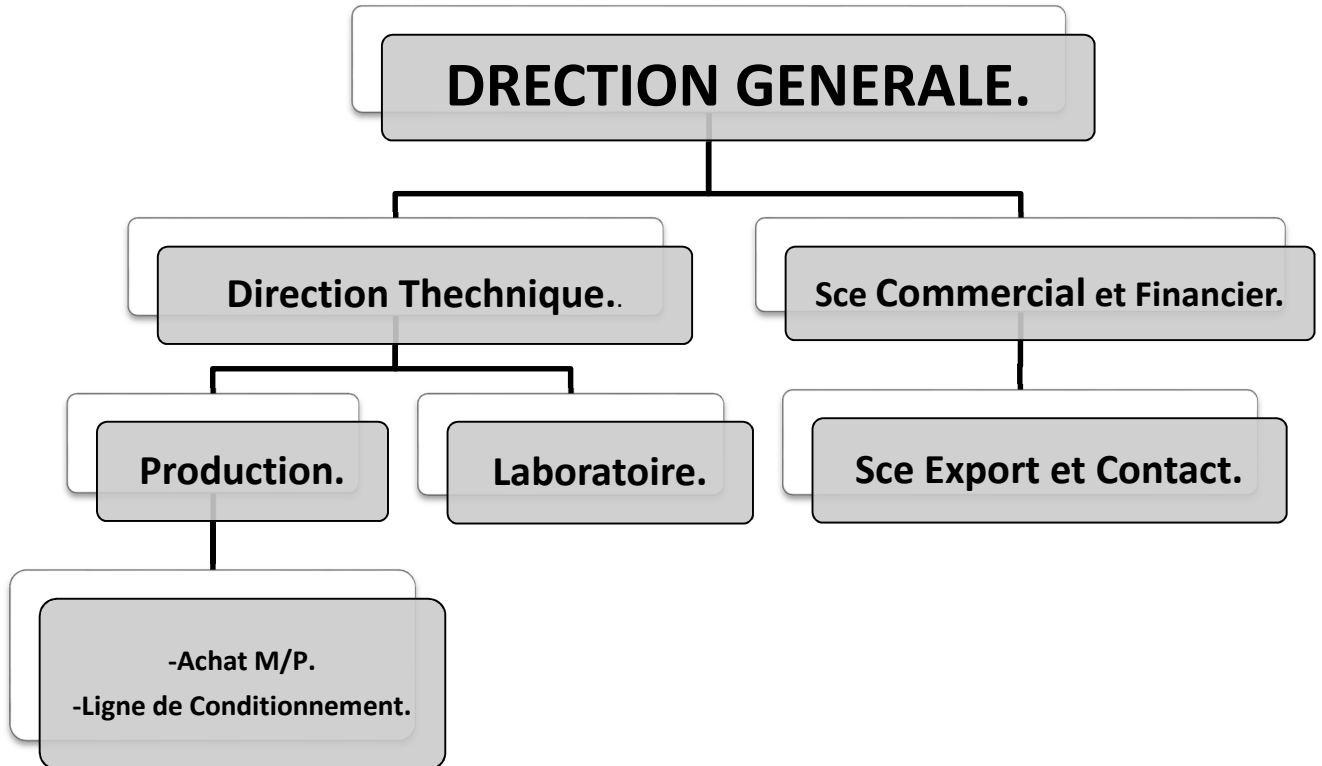 DRECTION GENERALE.
Direction Thechnique..
Sce Commercial et Financier.
Production.
Laboratoire.
Sce Export et Contact.
-Achat M/P.
-Ligne de Conditionnement.